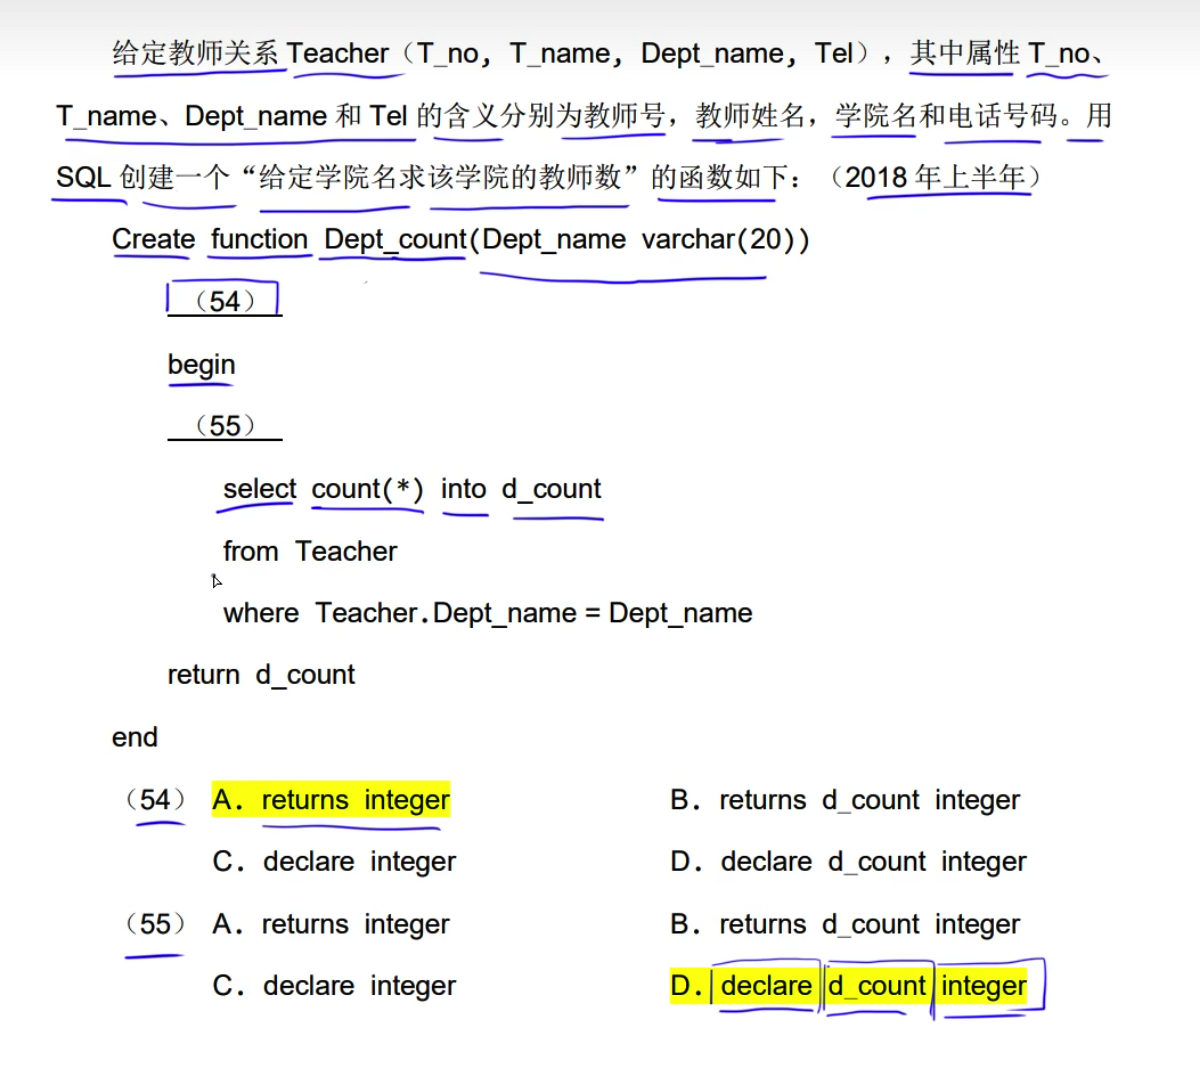 给定教师关系 Teacher（T_no, T_name, Dept_name, Tel），其中属性 T_no、
T_name、Dept_name 和 Tel 的含义分别为教师号，教师姓名，学院名和电话号码。用
SQL 创建一个“给定学院名求该学院的教师数”的函数如下：（2018 年上半年）
Create function Dept_count(Dept_name varchar(20))
（54）
begin
（55）
select count(*) into d_count
from Teacher
where Teacher.Dept_name = Dept_name
return d_count
end
（54） A. returns integer B. returns d_count integer
C. declare integer D. declare d_count integer
（55） A. returns integer B. returns d_count integer
C. declare integer D. declare d_count integer